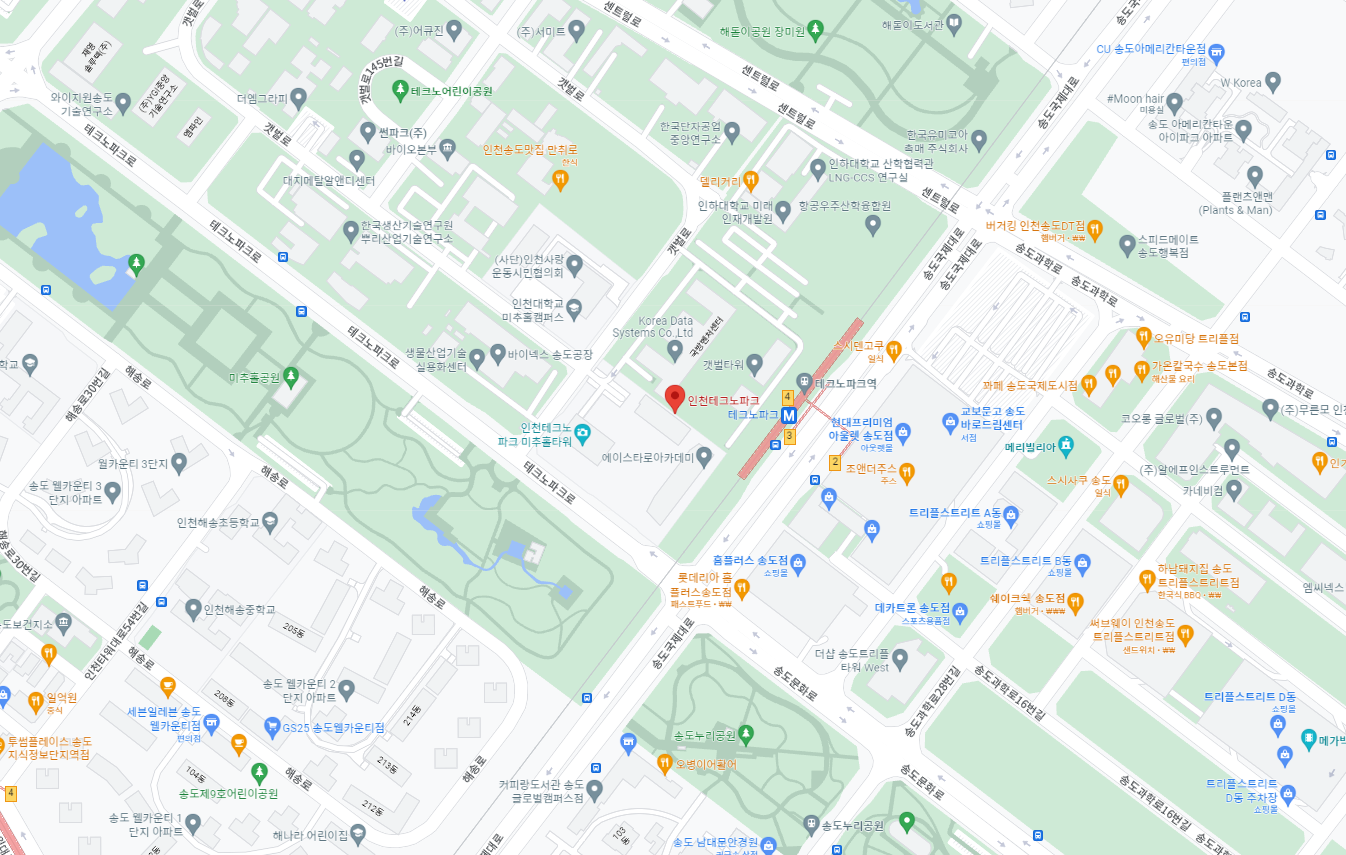 센트럴로
갯벌로
(주)어큐진
(주)서미트
해돋이공원 장미원
해돋이도서관
송도국제대로
CU 송도아메리칸타운점
편의점
W Korea
재영
솔루텍(주)
갯벌로145번길
테크노어린이공원
갯벌로
센트럴로
와이지원송도
기술연구소
(주)YG중앙
기술연구소
엠파인
더엠그라피
썬파크(주)
바이오본부
#Moon hair
미용실
송도국제대로
송도 아메리칸타운
아이파크 아파트
테크노파크로
갯벌로
인천송도맛집 만취로
한식
한국단자공업
중앙연구소
센트럴로
한국유미코아
촉매 주식회사
대지메탈알앤디센터
델리거리
인하대학교 산학협력관
LNG-CCS 연구실
플랜츠앤맨
(Plants & Man)
한국생산기술연구원
뿌리산업기술연구소
인하대학교 미래
인재개발원
항공우주산학융합원
센트럴로
버거킹 인천송도DT점
햄버거 · ₩₩
스피드메이트
송도행복점
테크노파크로
갯벌로
(사단)인천사랑
운동시민협의회
송도국제대로
송도국제대로
송도과학로
송도과학로
인천대학교
미추홀캠퍼스
Korea Data
Systems Co.,Ltd
국방벤처센터
테크노파크로
생물산업기술
실용화센터
바이넥스 송도공장
갯벌타워
스시덴고쿠
일식
오유미당 트리플점
가온칼국수 송도본점
해산물 요리
학교
해송로30번길
해송로
미추홀공원
인천테크노파크
테크노파크역
4
테크노파크
3
2
꽈페 송도국제도시점
송도과학로
코오롱 글로벌(주)
(주)무른모 인천
인천테크노
파크 미추홀타워
에이스타로아카데미
현대프리미엄
아울렛 송도점
아웃렛몰
교보문고 송도
바로드림센터
서점
메리빌리아
월카운티 3단지
송도 웰카운티 3
단지 아파트
해송로
테크노파크로
조앤더주스
주스
(주)알에프인스트루먼트
스시사쿠 송도
일식
카네비컴
인천해송초등학교
트리플스트리트 A동
쇼핑몰
해송로30번길
홈플러스 송도점
쇼핑몰
트리플스트리트 B동
쇼핑몰
하남돼지집 송도
트리플스트리트점
한국식 BBQ · ₩₩
엠씨넥스
롯데리아 홈
플러스송도점
패스트푸드 · ₩₩
해송로
인천해송중학교
205동
인천타워대로54번길
데카트론 송도점
스포츠용품점
쉐이크쉑 송도점
햄버거 · ₩₩₩
써브웨이 인천송도
트리플스트리트점
샌드위치 · ₩₩
해송로
송도국제대로
더샵 송도트리플
타워 West
송도문화로
송도과학로28번길
송도과학로16번길
송도 웰카운티 2
단지 아파트
일억원
중식
208동
214동
세븐일레븐 송도
웰카운티점
편의점
GS25 송도웰카운티점
트리플스트리트 D동
쇼핑몰
투썸플레이스 송도
지식정보단지역점
송도누리공원
오병이어활어
213동
104동
해송로
해송로
송도제9호어린이공원
4
212동
송도 웰카운티 1
단지 아파트
해나라 어린이집
커피랑도서관 송도
글로벌캠퍼스점
103동
송도문화로
송도누리공원
송도과학로16번길
트리플스트리트
D동 주차장
쇼핑몰
송도 남대문안경원